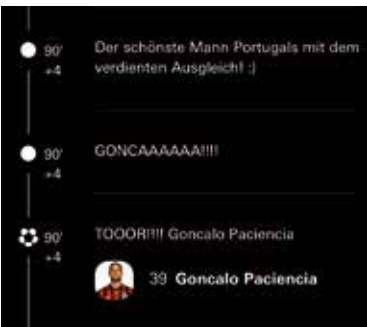 90' Der schönste Mann Portugals mit dem
+4 verdienten Ausgleich! :)
90' GONCAAAAAA!!!!
+4
90' TOOOR!!!! Goncalo Paciencia
+4
39 Goncalo Paciencia